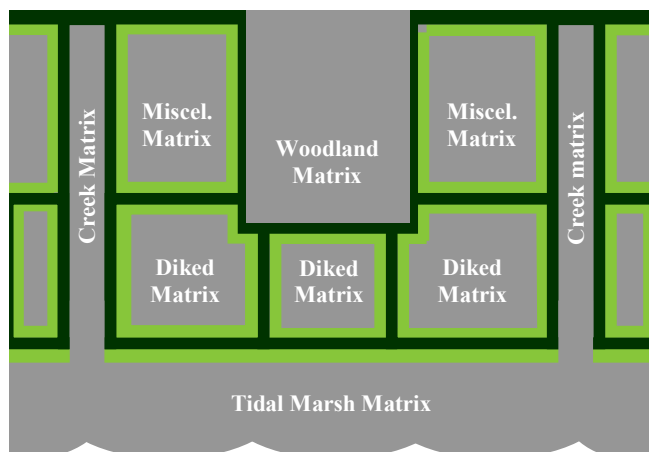 Miscel.
Matrix
Woodland
Matrix
Miscel.
Matrix
Creek Matrix
Creek matrix
Diked
Matrix
Diked
Matrix
Diked
Matrix
Tidal Marsh Matrix